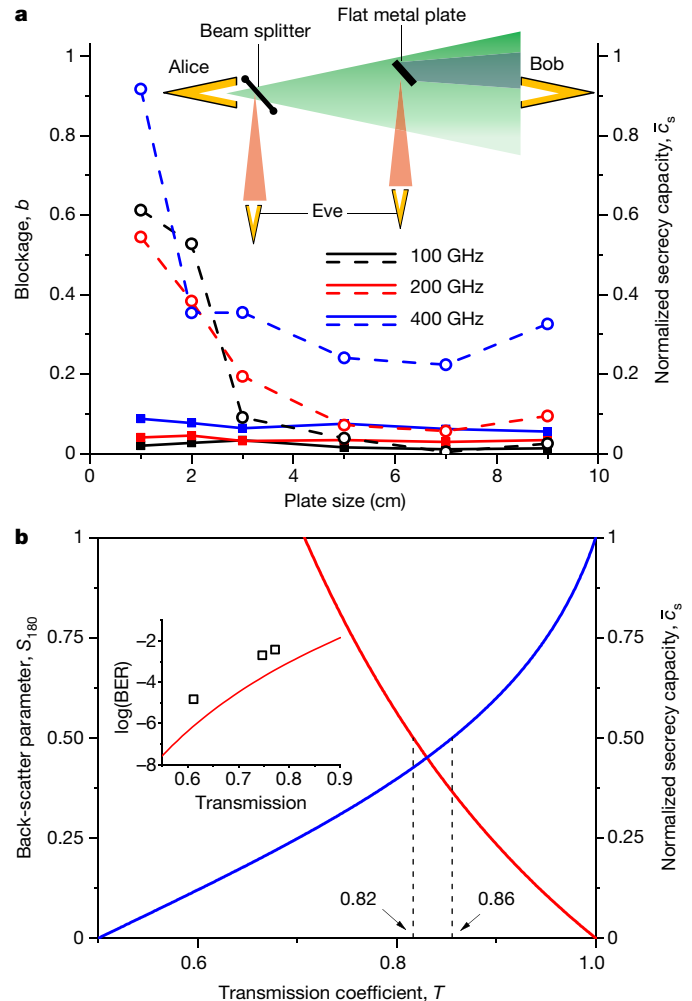 a
Flat metal plate
Beam splitter
Alice
Bob
Eve
100 GHz
200 GHz
400 GHz
1
0.8
0.6
0.4
0.2
0
Blockage, b
1
0.8
0.6
0.4
0.2
0
Normalized secrecy capacity, c̄s
0 2 4 6 8 10
Plate size (cm)
b
1
0.75
0.50
0.25
0
Back-scatter parameter, S180
−2
−4
−6
−8
log(BER)
0.6 0.7 0.8 0.9
Transmission
0.82
0.86
1
0.75
0.50
0.25
0
Normalized secrecy capacity, c̄s
0.6 0.8 1.0
Transmission coefficient, T